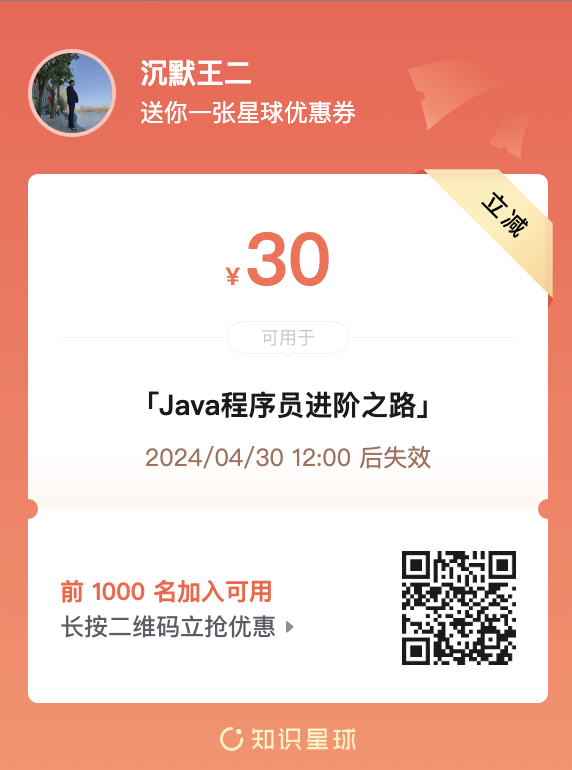 沉默王二
送你一张星球优惠券
立减
¥30
可用于
「Java程序员进阶之路」
2024/04/30 12:00 后失效
前 1000 名加入可用
长按二维码立抢优惠
知识星球